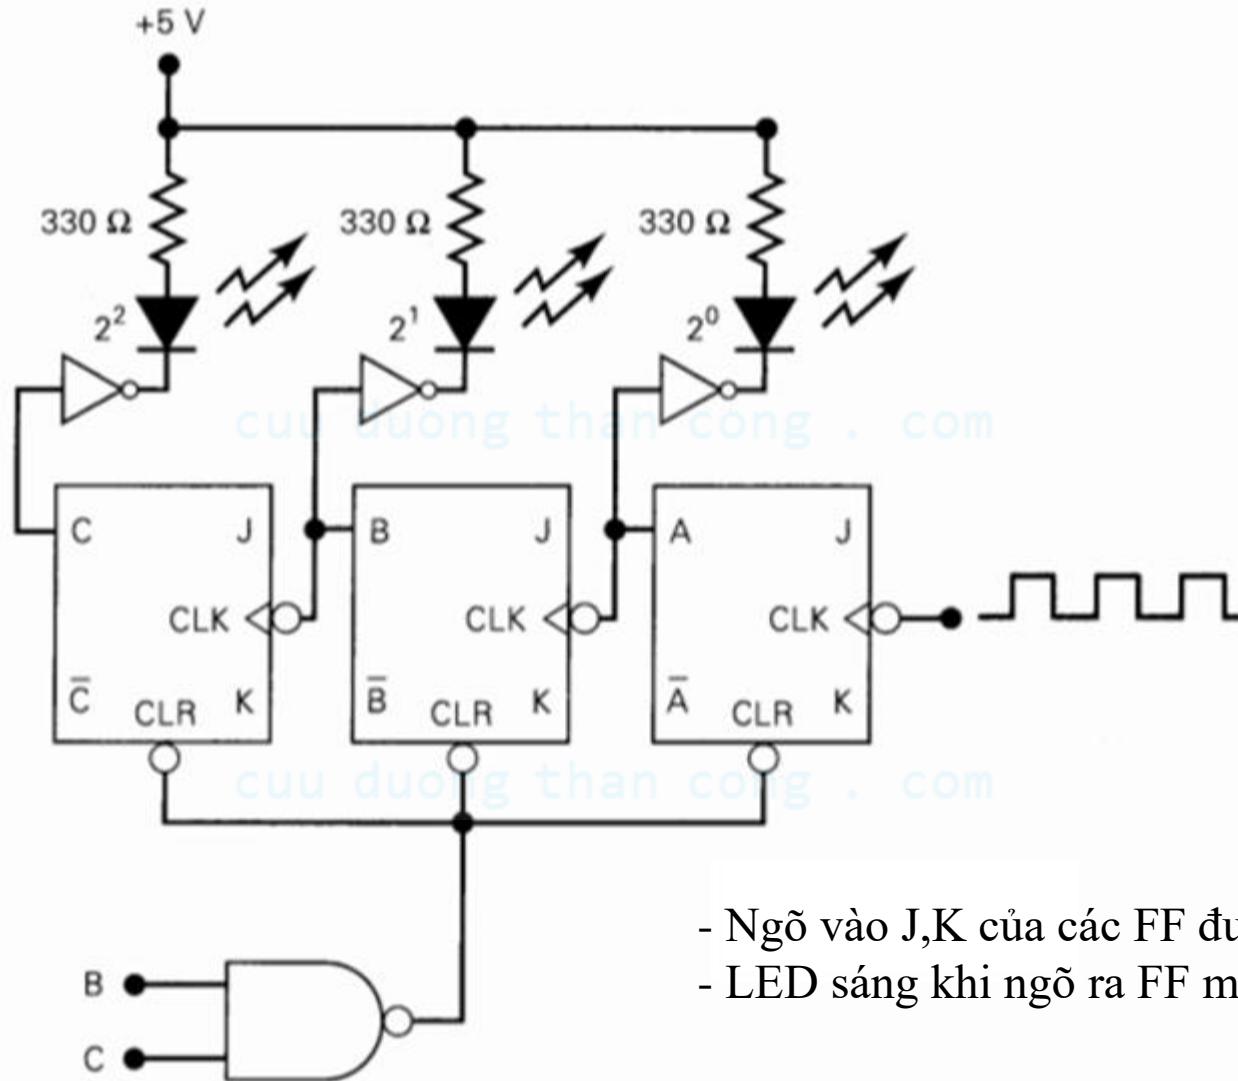 +5 V
330 Ω 330 Ω 330 Ω
2² 2¹ 2⁰
cuu duong than cong . com
C J B J A J
CLK CLK CLK
C̅ CLR K B̅ CLR K A̅ CLR K
cuu duong than cong . com
- Ngõ vào J,K của các FF
- LED sáng khi ngõ ra FF
B
C